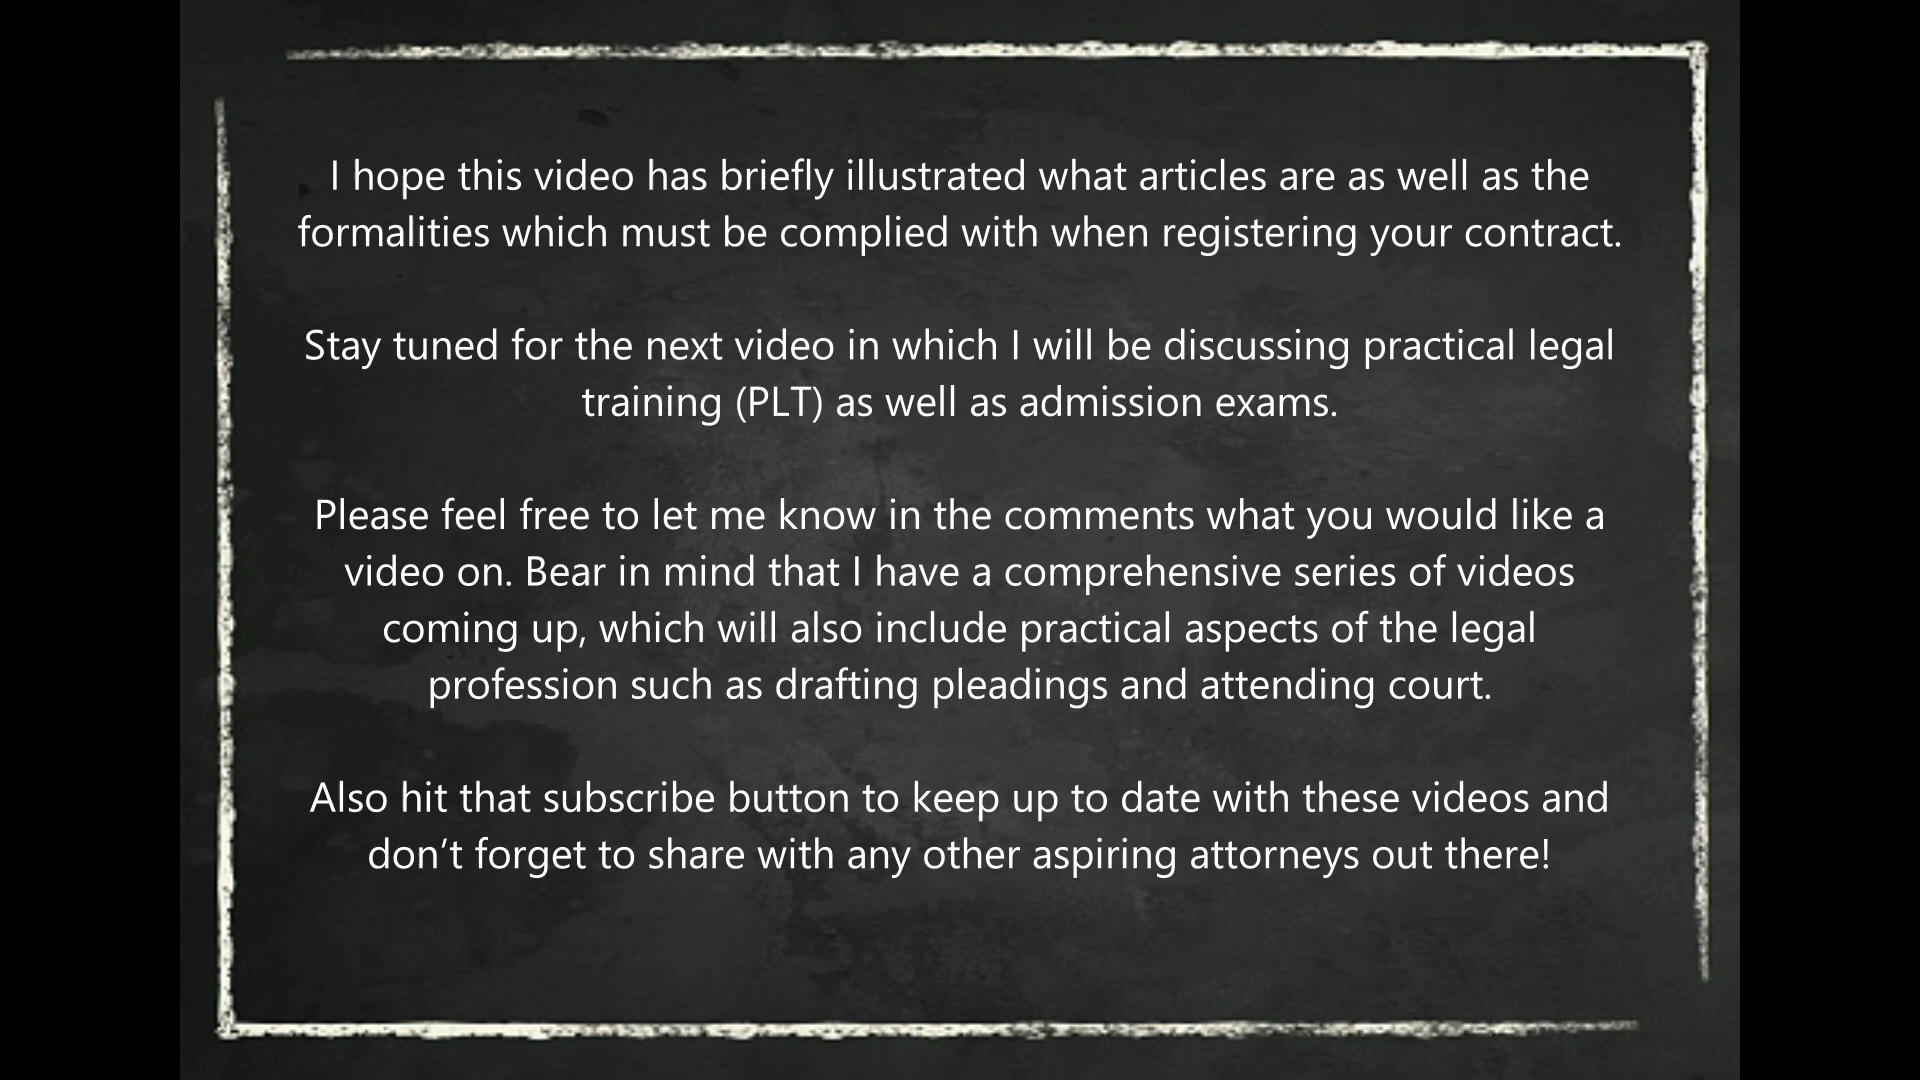 I hope this video has briefly illustrated what articles are as well as the
formalities which must be complied with when registering your contract.
Stay tuned for the next video in which I will be discussing practical legal
training (PLT) as well as admission exams.
Please feel free to let me know in the comments what you would like a
video on. Bear in mind that I have a comprehensive series of videos
coming up, which will also include practical aspects of the legal
profession such as drafting pleadings and attending court.
Also hit that subscribe button to keep up to date with these videos and
don’t forget to share with any other aspiring attorneys out there!